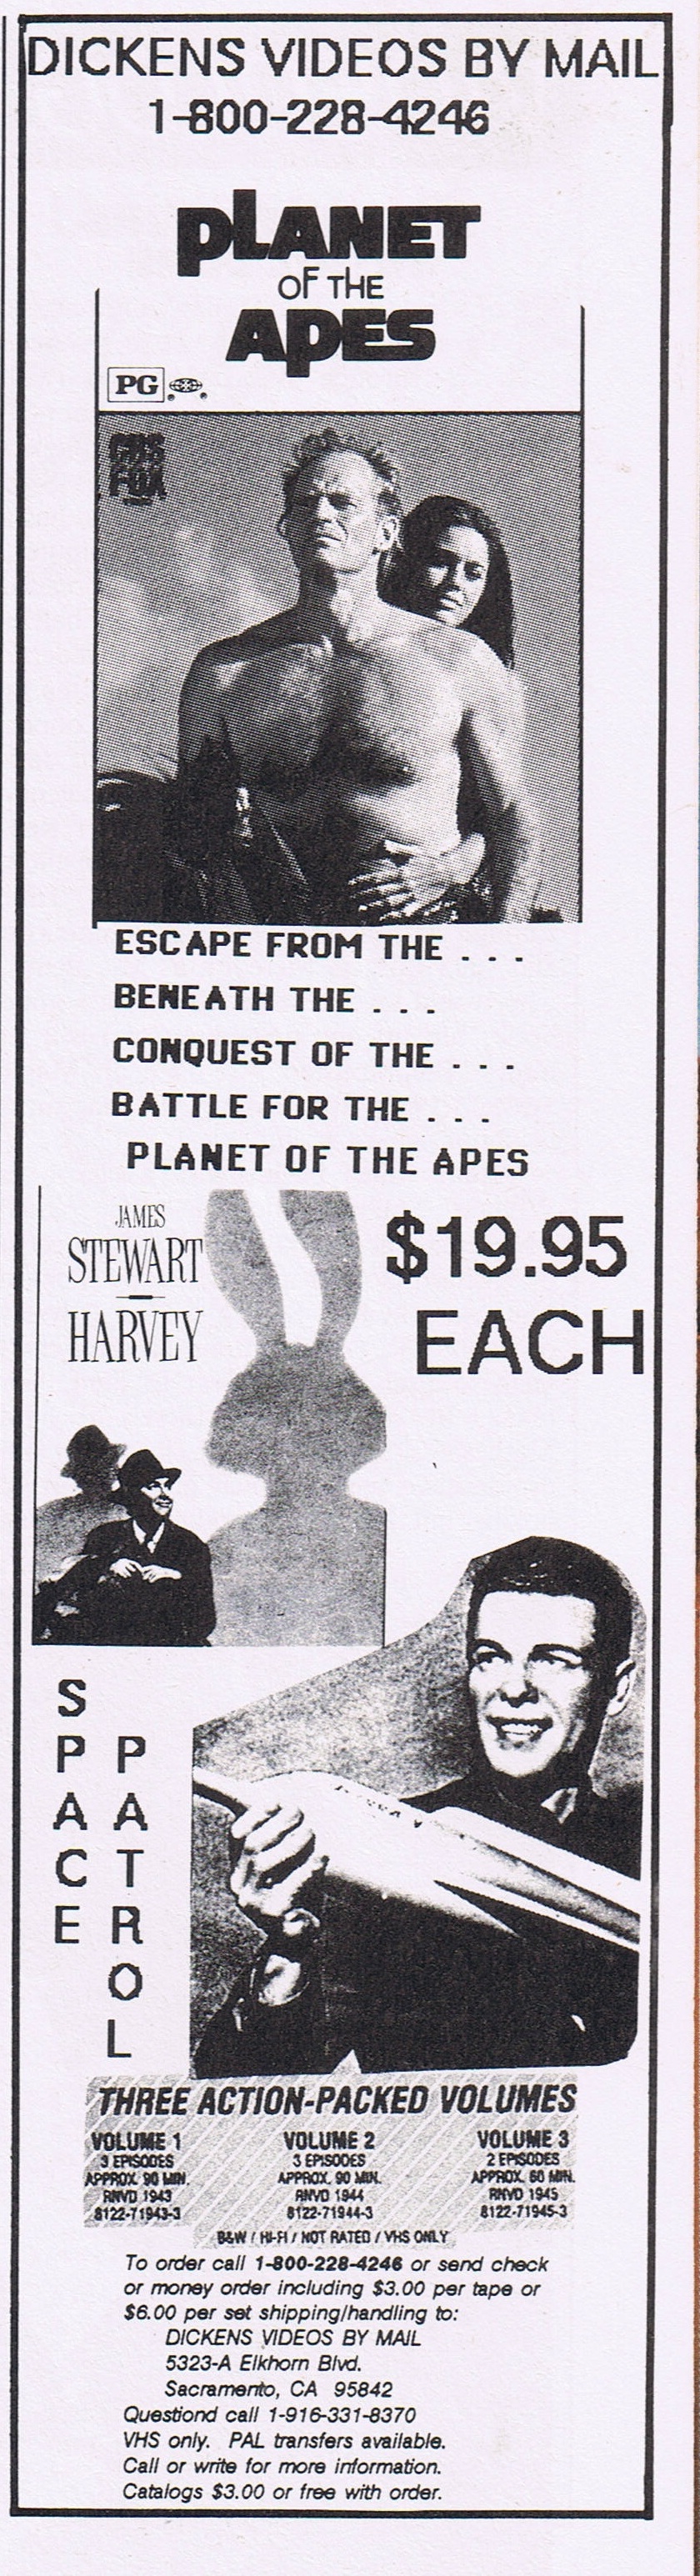 DICKENS VIDEOS BY MAIL
1-800-228-4246
PLANET
OF THE
APES
PG
CBS
FOX
ESCAPE FROM THE . . .
BENEATH THE . . .
CONQUEST OF THE . . .
BATTLE FOR THE . . .
PLANET OF THE APES
JAMES
STEWART
HARVEY
$19.95
EACH
SPACE
PATROL
THREE ACTION-PACKED VOLUMES
VOLUME 1
3 EPISODES
APPROX. 90 MIN.
RNVD 1943
8122-71943-3
VOLUME 2
3 EPISODES
APPROX. 90 MIN.
RNVD 1944
8122-71944-3
VOLUME 3
2 EPISODES
APPROX. 60 MIN.
RNVD 1945
8122-71945-3
B&W / HI-FI / NOT RATED / VHS ONLY
To order call 1-800-228-4246 or send check
or money order including $3.00 per tape or
$6.00 per set shipping/handling to:
DICKENS VIDEOS BY MAIL
5323-A Elkhorn Blvd.
Sacramento, CA 95842
Questiond call 1-916-331-8370
VHS only. PAL transfers available.
Call or write for more information.
Catalogs $3.00 or free with order.